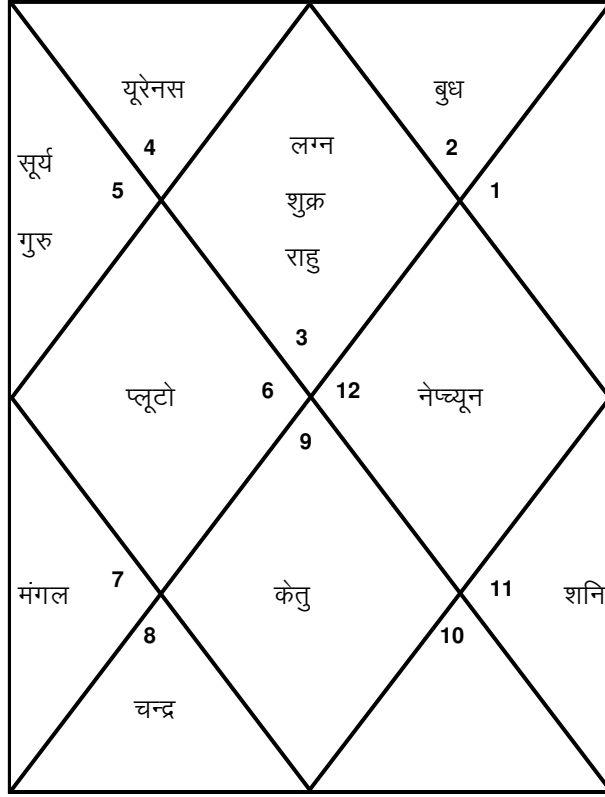 यूरेनस
बुध
4
लग्न
2
सूर्य
5
1
शुक्र
गुरु
राहु
3
प्लूटो
6
12
नेप्च्यून
9
7
11
मंगल
केतु
शनि
8
10
चन्द्र